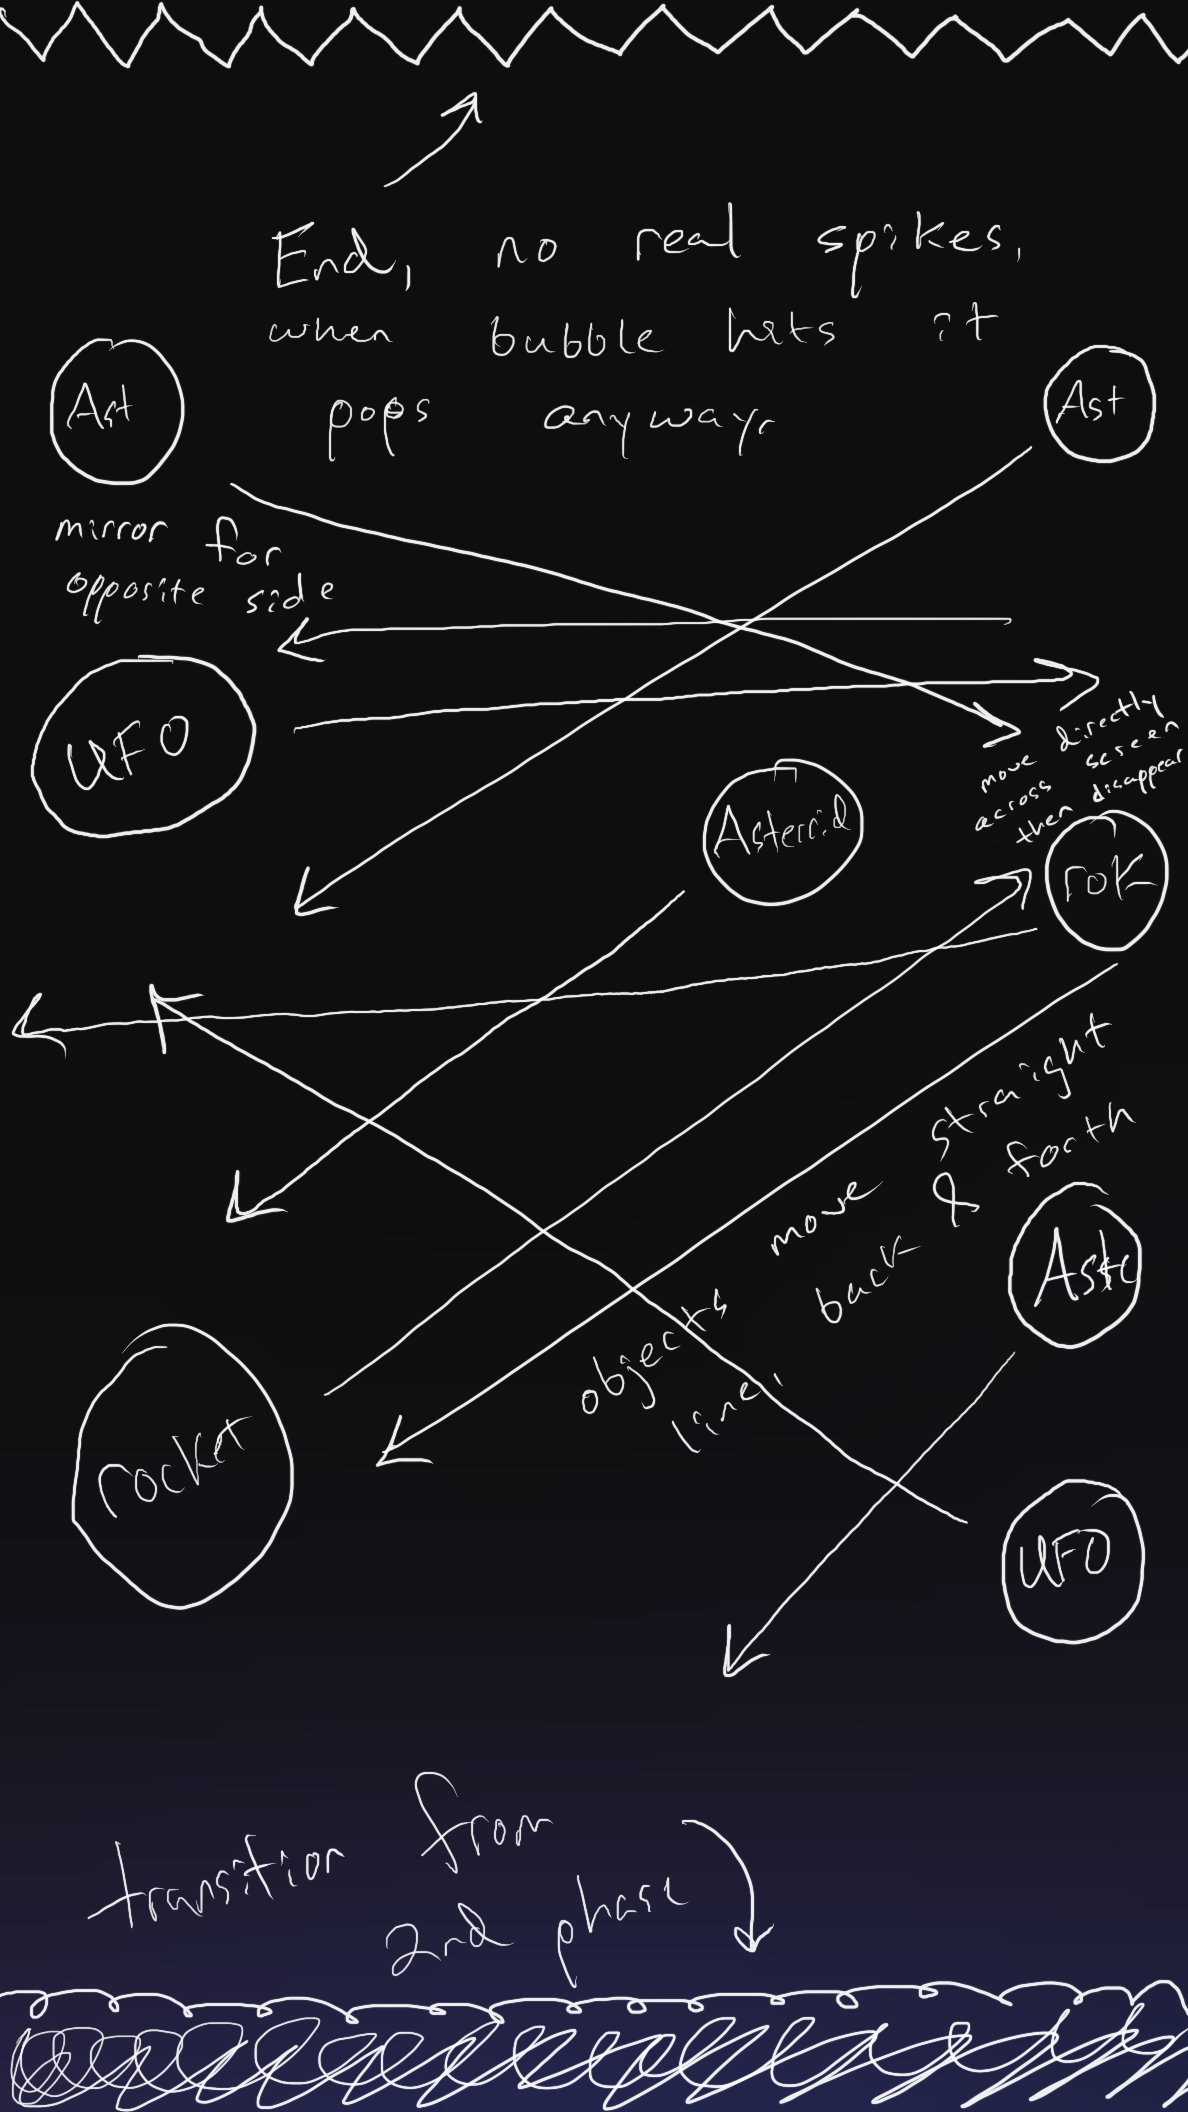 End, no real spikes,
when bubble hits it
pops anyway.
Ast
Ast
mirror for
opposite side
UFO
move directly
across screen
then disappear
Asteroid
rok
objects move straight
back & forth
line.
Aste
rocket
UFO
transition from
2nd phase